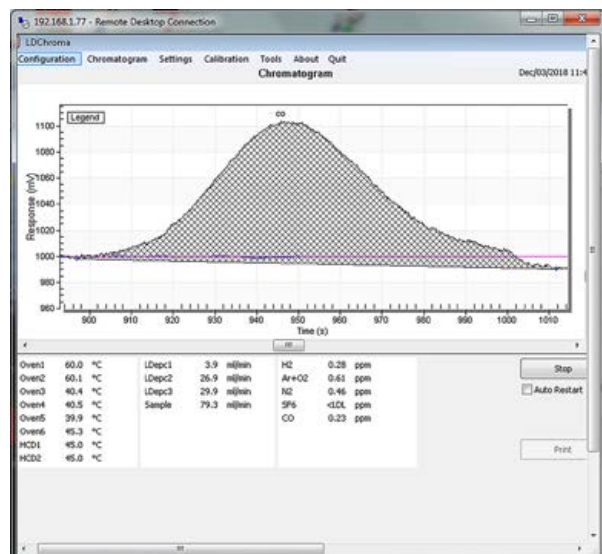 192.168.1.77 - Remote Desktop Connection
LDChroma
Configuration Chromatogram Settings Calibration Tools About Quit
Chromatogram Dec/03/2018 11:4
Legend
co
Response (mV)
1100
1080
1060
1040
1020
1000
980
960
900 910 920 930 940 950 960 970 980 990 1000 1010
Time (s)
Oven1 60.0 °C LDepc1 3.9 ml/min H2 0.28 ppm
Oven2 60.1 °C LDepc2 26.9 ml/min Ar+O2 0.61 ppm
Oven3 40.4 °C LDepc3 29.9 ml/min N2 0.46 ppm
Oven4 40.5 °C Sample 79.3 ml/min SF6 <LDL ppm
Oven5 39.9 °C CO 0.23 ppm
Oven6 45.3 °C
HCD1 45.0 °C
HCD2 45.0 °C
Stop
Auto Restart
Print